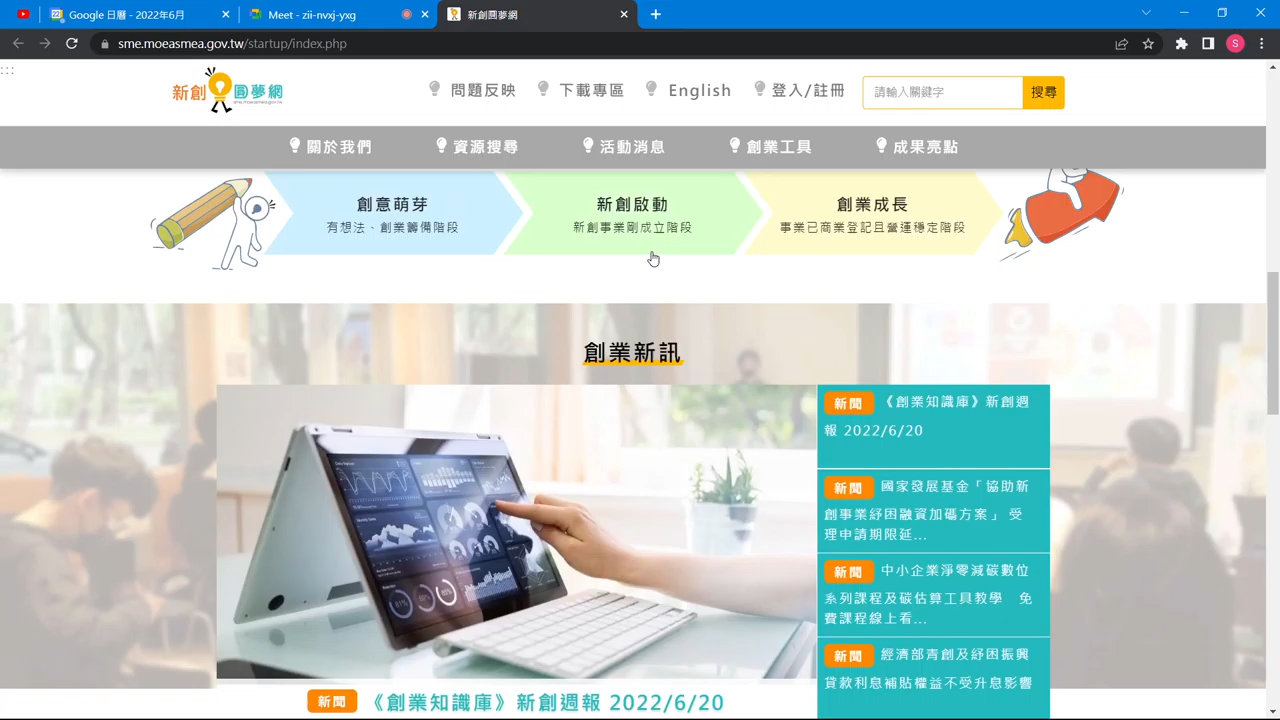 Google 日曆 - 2022年6月
Meet - zii-nvxj-yxg
新創圓夢網
sme.moeasmea.gov.tw/startup/index.php
S
新創圓夢網
問題反映
下載專區
English
登入/註冊
請輸入關鍵字
搜尋
關於我們
資源搜尋
活動消息
創業工具
成果亮點
創意萌芽
有想法、創業籌備階段
新創啟動
新創事業剛成立階段
創業成長
事業已商業登記且營運穩定階段
創業新訊
新聞 《創業知識庫》新創週
報 2022/6/20
新聞 國家發展基金「協助新
創事業紓困融資加碼方案」 受
理申請期限延...
新聞 中小企業淨零減碳數位
系列課程及碳估算工具教學 免
費課程線上看...
新聞 經濟部青創及紓困振興
貸款利息補貼權益不受升息影響
新聞 《創業知識庫》新創週報 2022/6/20